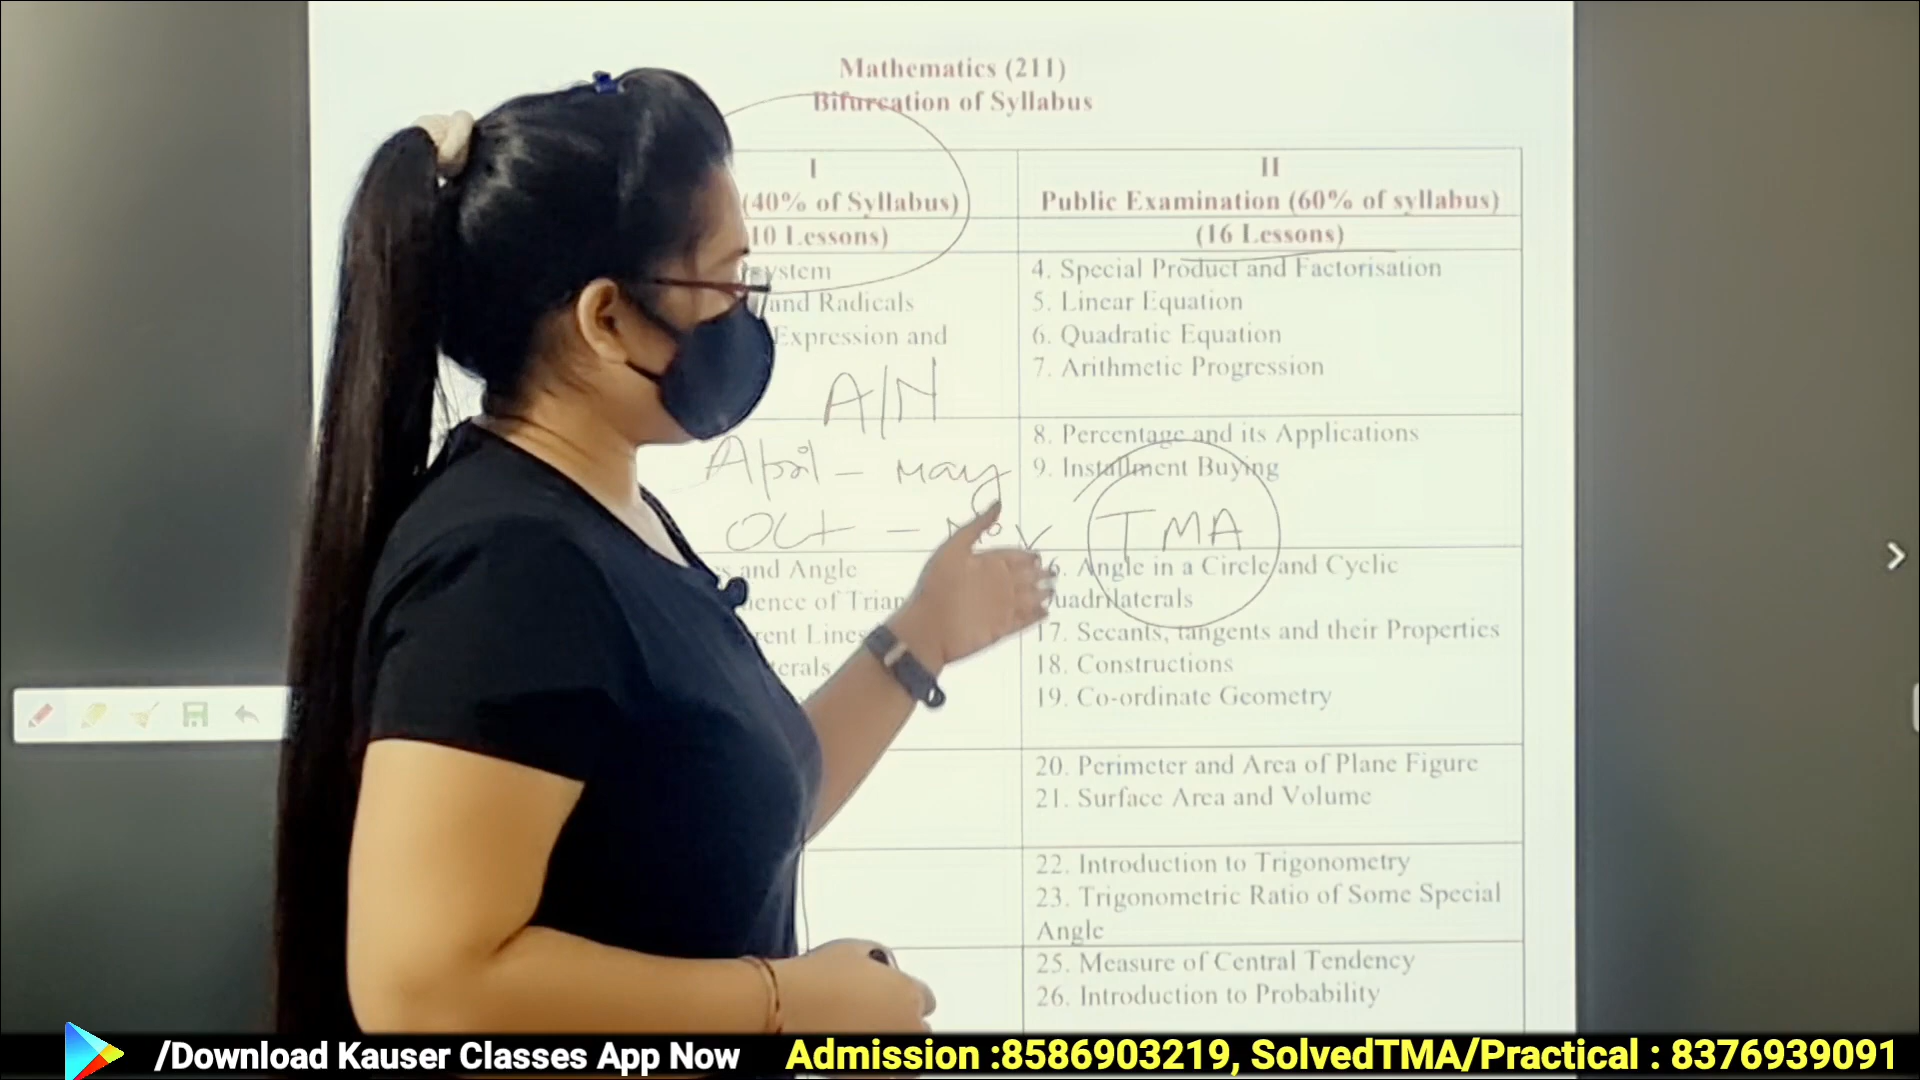 Mathematics (211)
Bifurcation of Syllabus
I
(40% of Syllabus)
10 Lessons)
and Radicals
Expression and
A/N
April - May
Oct - Nov
and Angle
of
Lines
II
Public Examination (60% of syllabus)
(16 Lessons)
4. Special Product and Factorisation
5. Linear Equation
6. Quadratic Equation
7. Arithmetic Progression
8. Percentage and its Applications
9. Installment Buying
TMA
6. Angle in a Circle and Cyclic
uadrilaterals
17. Secants, tangents and their Properties
18. Constructions
19. Co-ordinate Geometry
20. Perimeter and Area of Plane Figure
21. Surface Area and Volume
22. Introduction to Trigonometry
23. Trigonometric Ratio of Some Special
Angle
25. Measure of Central Tendency
26. Introduction to Probability
/Download Kauser Classes App Now
Admission :8586903219, SolvedTMA/Practical : 8376939091